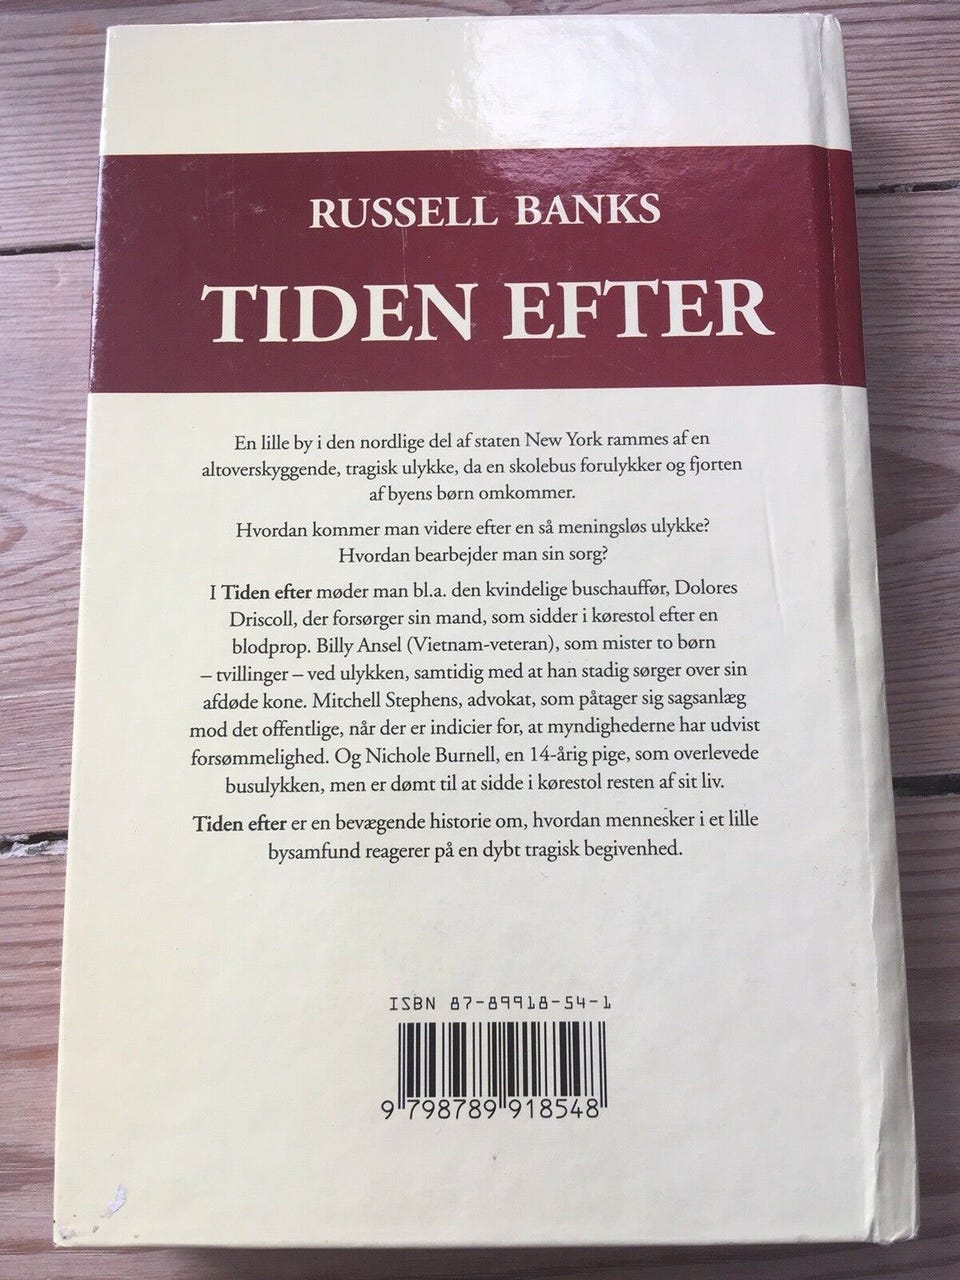 RUSSELL BANKS
TIDEN EFTER
En lille by i den nordlige del af staten New York rammes af en
altoverskyggende, tragisk ulykke, da en skolebus forulykker og fjorten
af byens børn omkommer.
Hvordan kommer man videre efter en så meningsløs ulykke?
Hvordan bearbejder man sin sorg?
I Tiden efter møder man bl.a. den kvindelige buschauffør, Dolores
Driscoll, der forsørger sin mand, som sidder i kørestol efter en
blodprop. Billy Ansel (Vietnam-veteran), som mister to børn
– tvillinger – ved ulykken, samtidig med at han stadig sørger over sin
afdøde kone. Mitchell Stephens, advokat, som påtager sig sagsanlæg
mod det offentlige, når der er indicier for, at myndighederne har udvist
forsømmelighed. Og Nichole Burnell, en 14-årig pige, som overlevede
busulykken, men er dømt til at sidde i kørestol resten af sit liv.
Tiden efter er en bevægende historie om, hvordan mennesker i et lille
bysamfund reagerer på en dybt tragisk begivenhed.
ISBN 87-89918-54-1
9 798789 918548